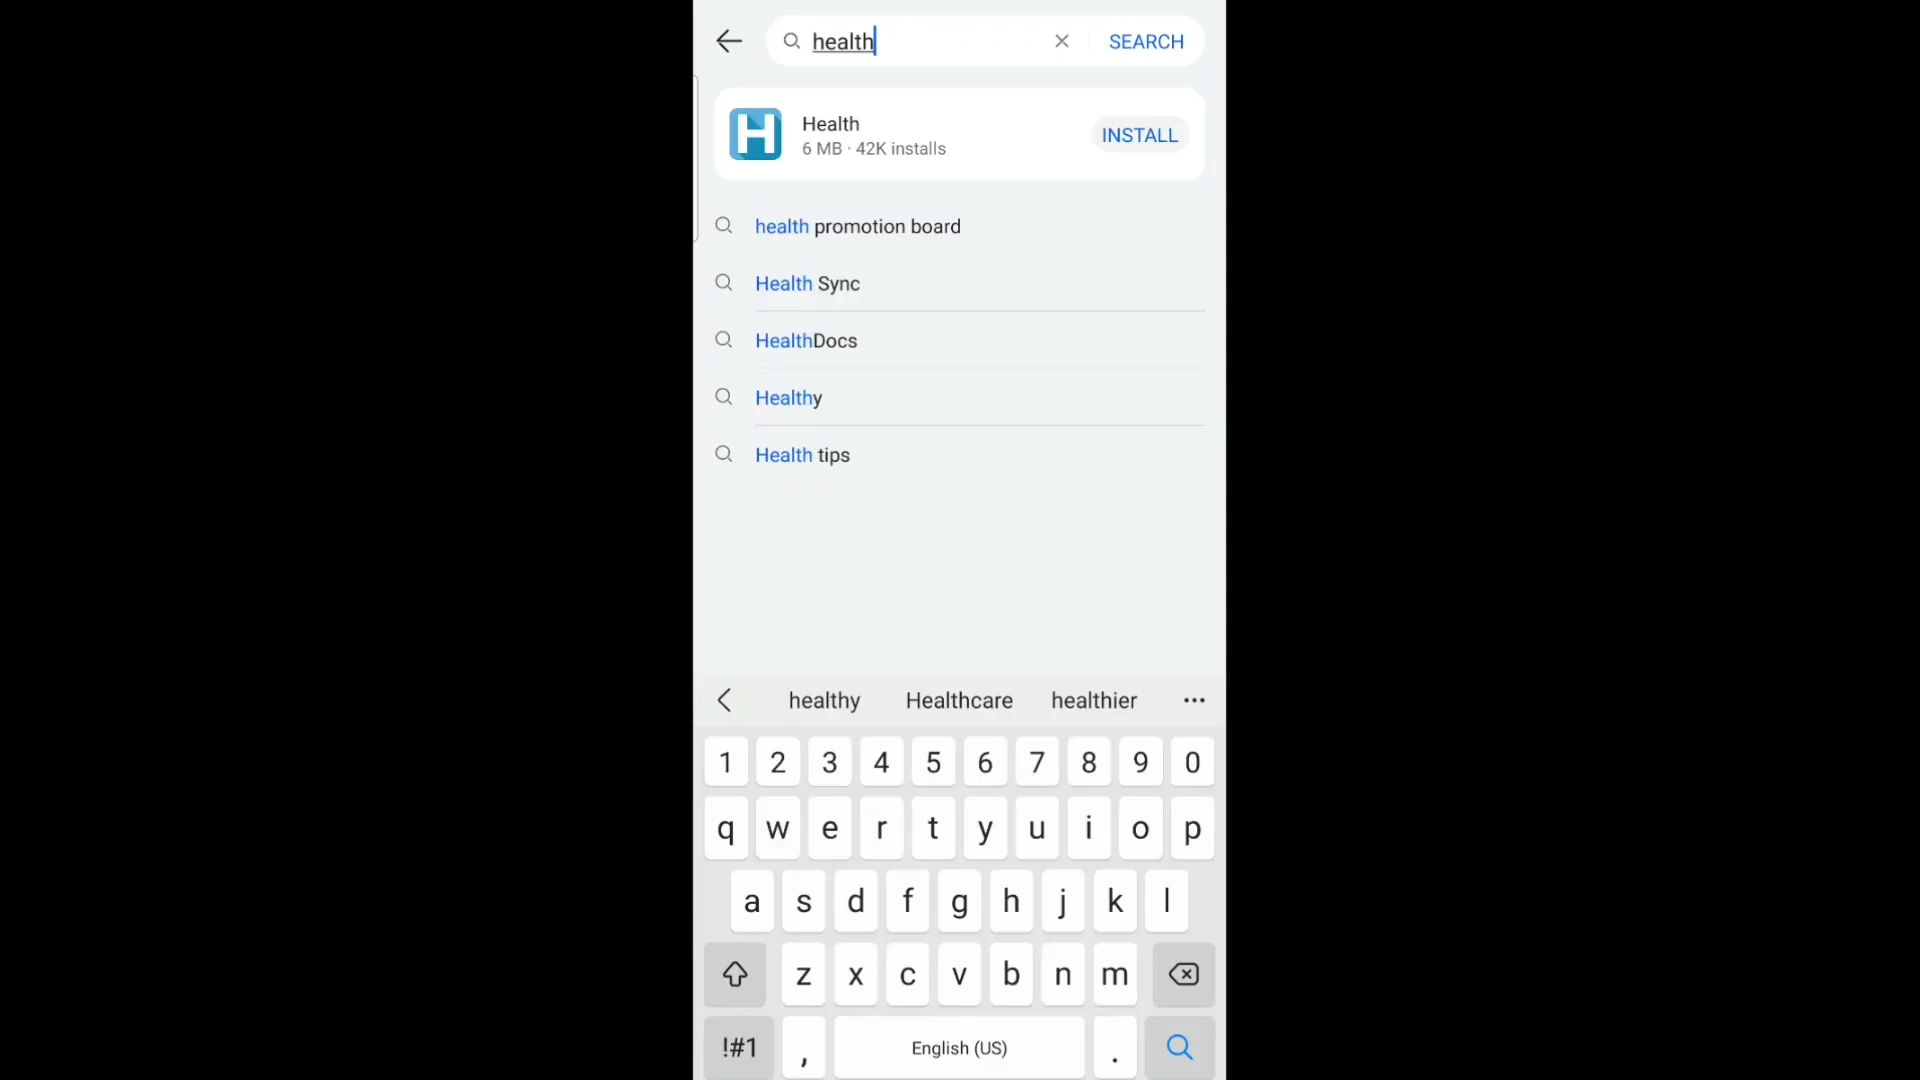 health
SEARCH
Health
6 MB · 42K installs
INSTALL
health promotion board
Health Sync
HealthDocs
Healthy
Health tips
healthy Healthcare healthier
1 2 3 4 5 6 7 8 9 0
q w e r t y u i o p
a s d f g h j k l
z x c v b n m
!#1 , English (US) .